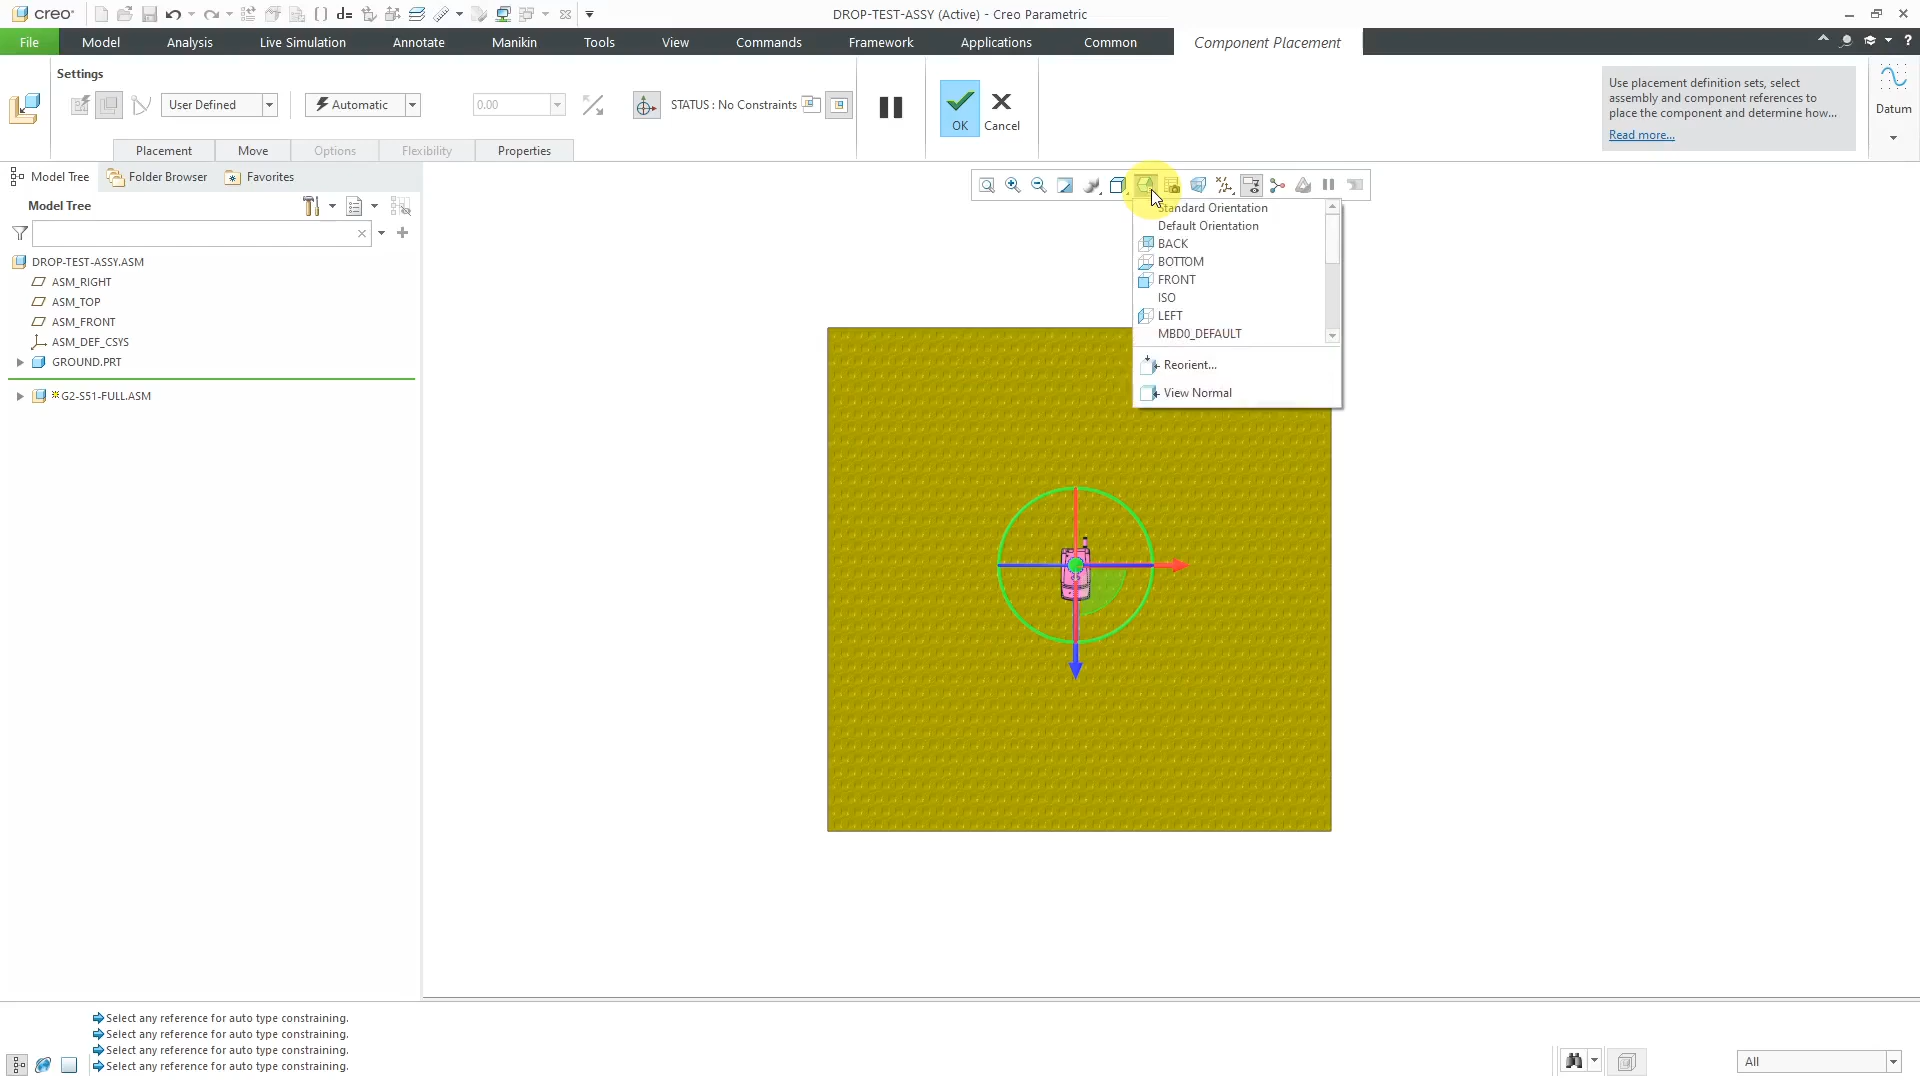 creo
DROP-TEST-ASSY (Active) - Creo Parametric
File
Model
Analysis
Live Simulation
Annotate
Manikin
Tools
View
Commands
Framework
Applications
Common
Component Placement
Settings
User Defined
Automatic
0.00
STATUS : No Constraints
OK
Cancel
Use placement definition sets, select
assembly and component references to
place the component and determine how...
Read more...
Datum
Placement
Move
Options
Flexibility
Properties
Model Tree
Folder Browser
Favorites
Model Tree
DROP-TEST-ASSY.ASM
ASM_RIGHT
ASM_TOP
ASM_FRONT
ASM_DEF_CSYS
GROUND.PRT
G2-S51-FULL.ASM
Standard Orientation
Default Orientation
BACK
BOTTOM
FRONT
ISO
LEFT
MBD0_DEFAULT
Reorient...
View Normal
Select any reference for auto type constraining.
Select any reference for auto type constraining.
Select any reference for auto type constraining.
Select any reference for auto type constraining.
All